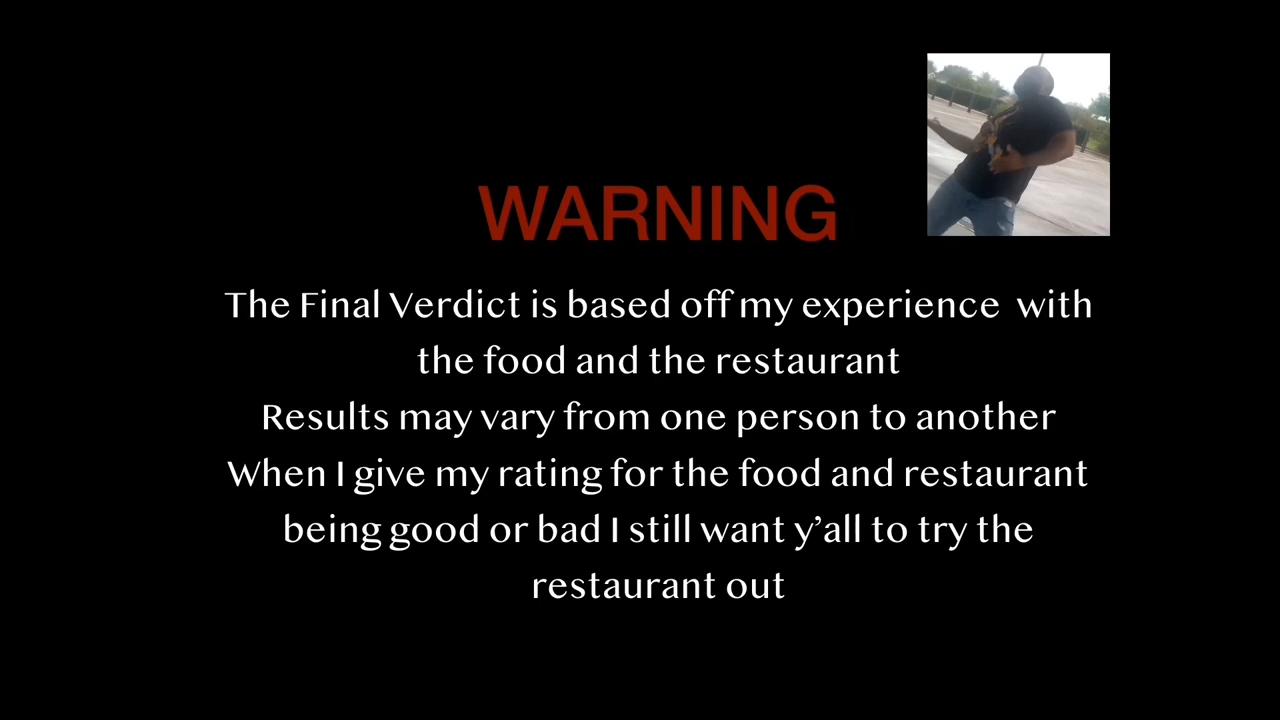 WARNING
The Final Verdict is based off my experience  with
the food and the restaurant
Results may vary from one person to another
When I give my rating for the food and restaurant
being good or bad I still want y’all to try the
restaurant out